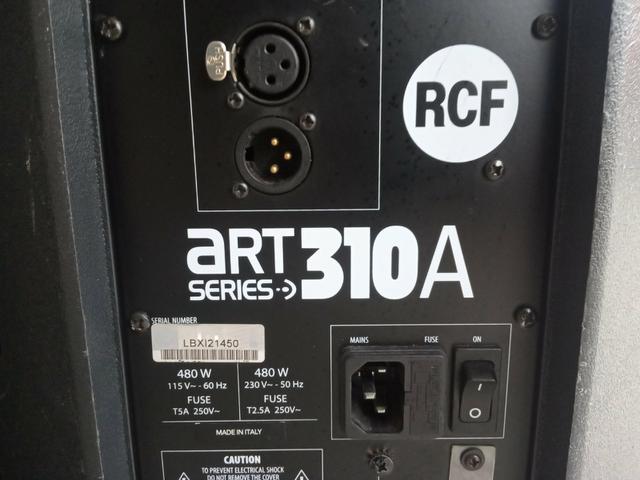 PUSH
RCF
ART
SERIES
310A
SERIAL NUMBER
LBXI21450
480 W
115 V~ - 60 Hz
FUSE
T5A 250V~
480 W
230 V~ - 50 Hz
FUSE
T2.5A 250V~
MADE IN ITALY
MAINS
FUSE
ON
I
O
CAUTION
TO PREVENT ELECTRICAL SHOCK
DO NOT REMOVE THE COVER